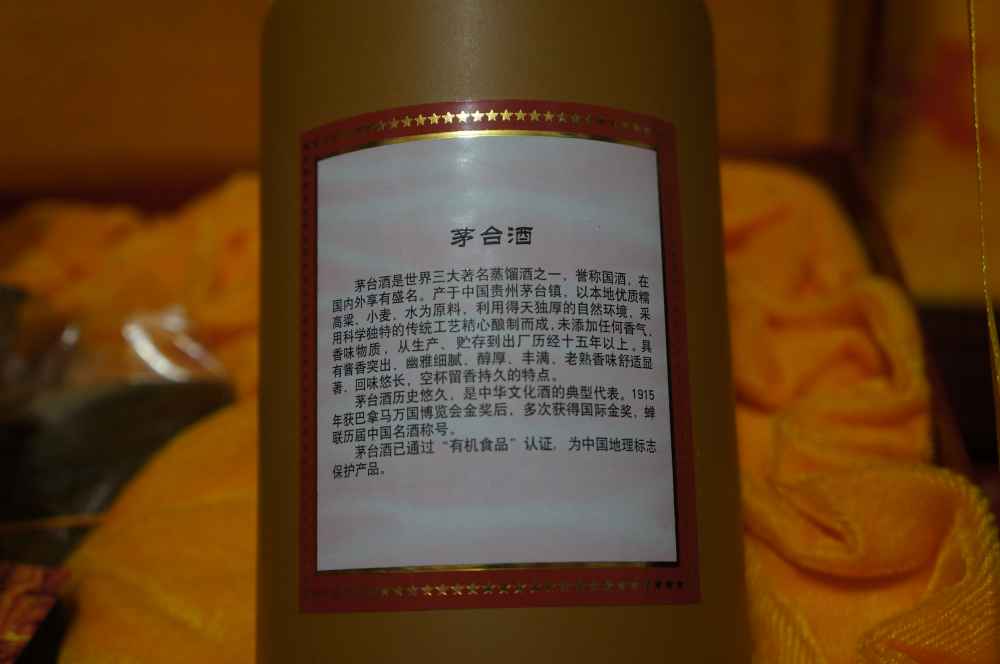 茅台酒
茅台酒是世界三大著名蒸馏酒之一，誉称国酒，在
国内外享有盛名。产于中国贵州茅台镇，以本地优质糯
高粱、小麦，水为原料，利用得天独厚的自然环境，采
用科学独特的传统工艺精心酿制而成，未添加任何香气、
香味物质，从生产、贮存到出厂历经十五年以上。具
有酱香突出、幽雅细腻、醇厚、丰满、老熟香味舒适显
著、回味悠长，空杯留香持久的特点。
茅台酒历史悠久，是中华文化酒的典型代表。1915
年获巴拿马万国博览会金奖后，多次获得国际金奖，蝉
联历届中国名酒称号。
茅台酒已通过“有机食品”认证，为中国地理标志
保护产品。